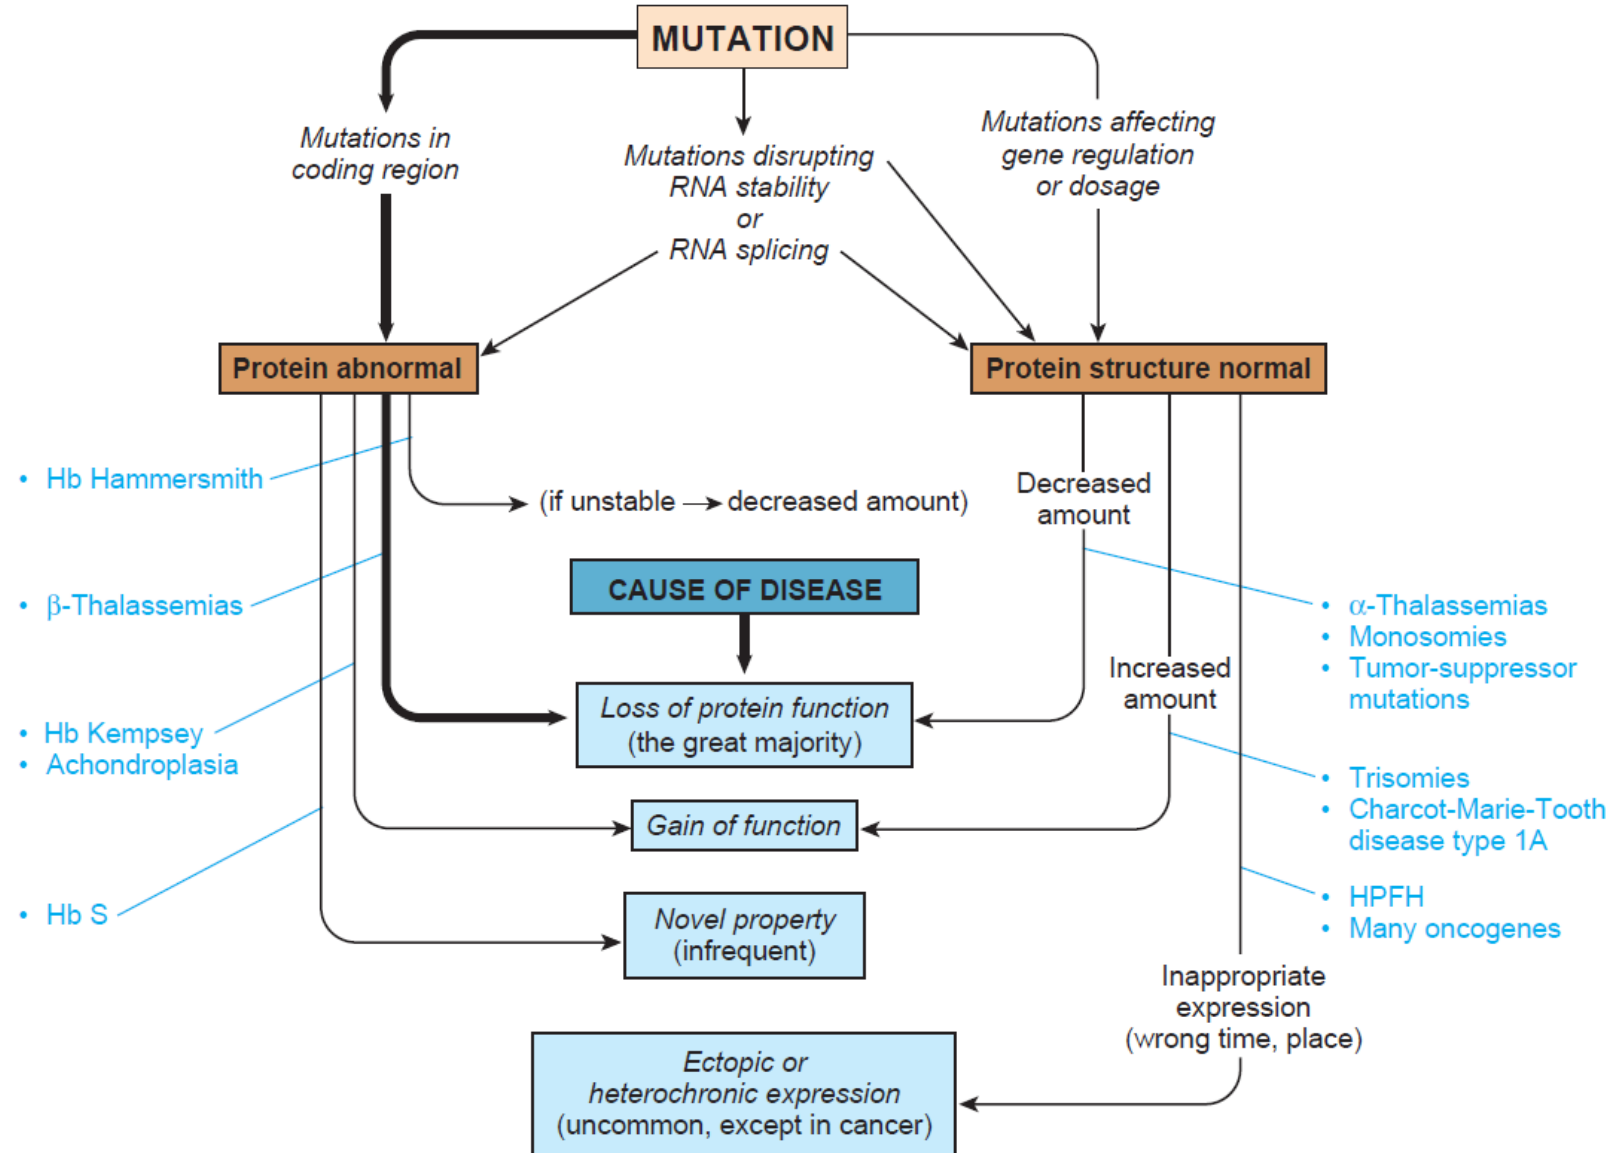 MUTATION
Mutations in
coding region
Mutations disrupting
RNA stability
or
RNA splicing
Mutations affecting
gene regulation
or dosage
Protein abnormal
Protein structure normal
• Hb Hammersmith
(if unstable → decreased amount)
Decreased
amount
• β-Thalassemias
CAUSE OF DISEASE
• α-Thalassemias
• Monosomies
• Tumor-suppressor
mutations
Increased
amount
Loss of protein function
(the great majority)
• Hb Kempsey
• Achondroplasia
• Trisomies
• Charcot-Marie-Tooth
disease type 1A
Gain of function
• HPFH
• Many oncogenes
• Hb S
Novel property
(infrequent)
Inappropriate
expression
(wrong time, place)
Ectopic or
heterochronic expression
(uncommon, except in cancer)